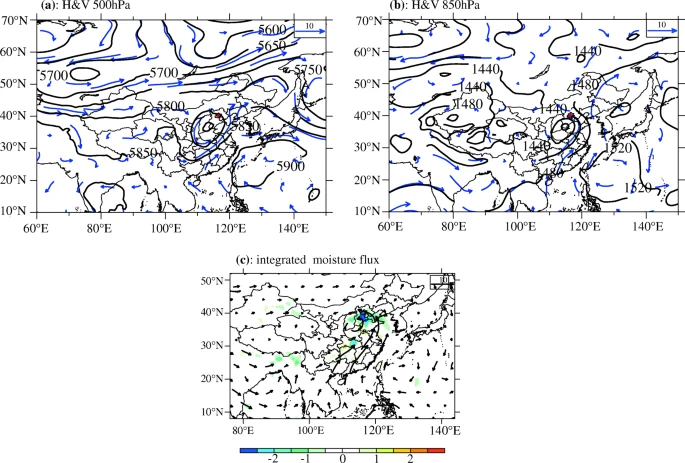 (a): H&V 500hPa
70°N
60°N
50°N
40°N
30°N
20°N
10°N
60°E 80°E 100°E 120°E 140°E
10
5600
5650
5750
5700
5700
5800
5850
5850
5900
(b): H&V 850hPa
70°N
60°N
50°N
40°N
30°N
20°N
10°N
60°E 80°E 100°E 120°E 140°E
10
1440
1440
1480
1440
1480
1440
1440
1520
1480
1520
(c): integrated moisture flux
50°N
40°N
30°N
20°N
10°N
80°E 100°E 120°E 140°E
10
-2 -1 0 1 2